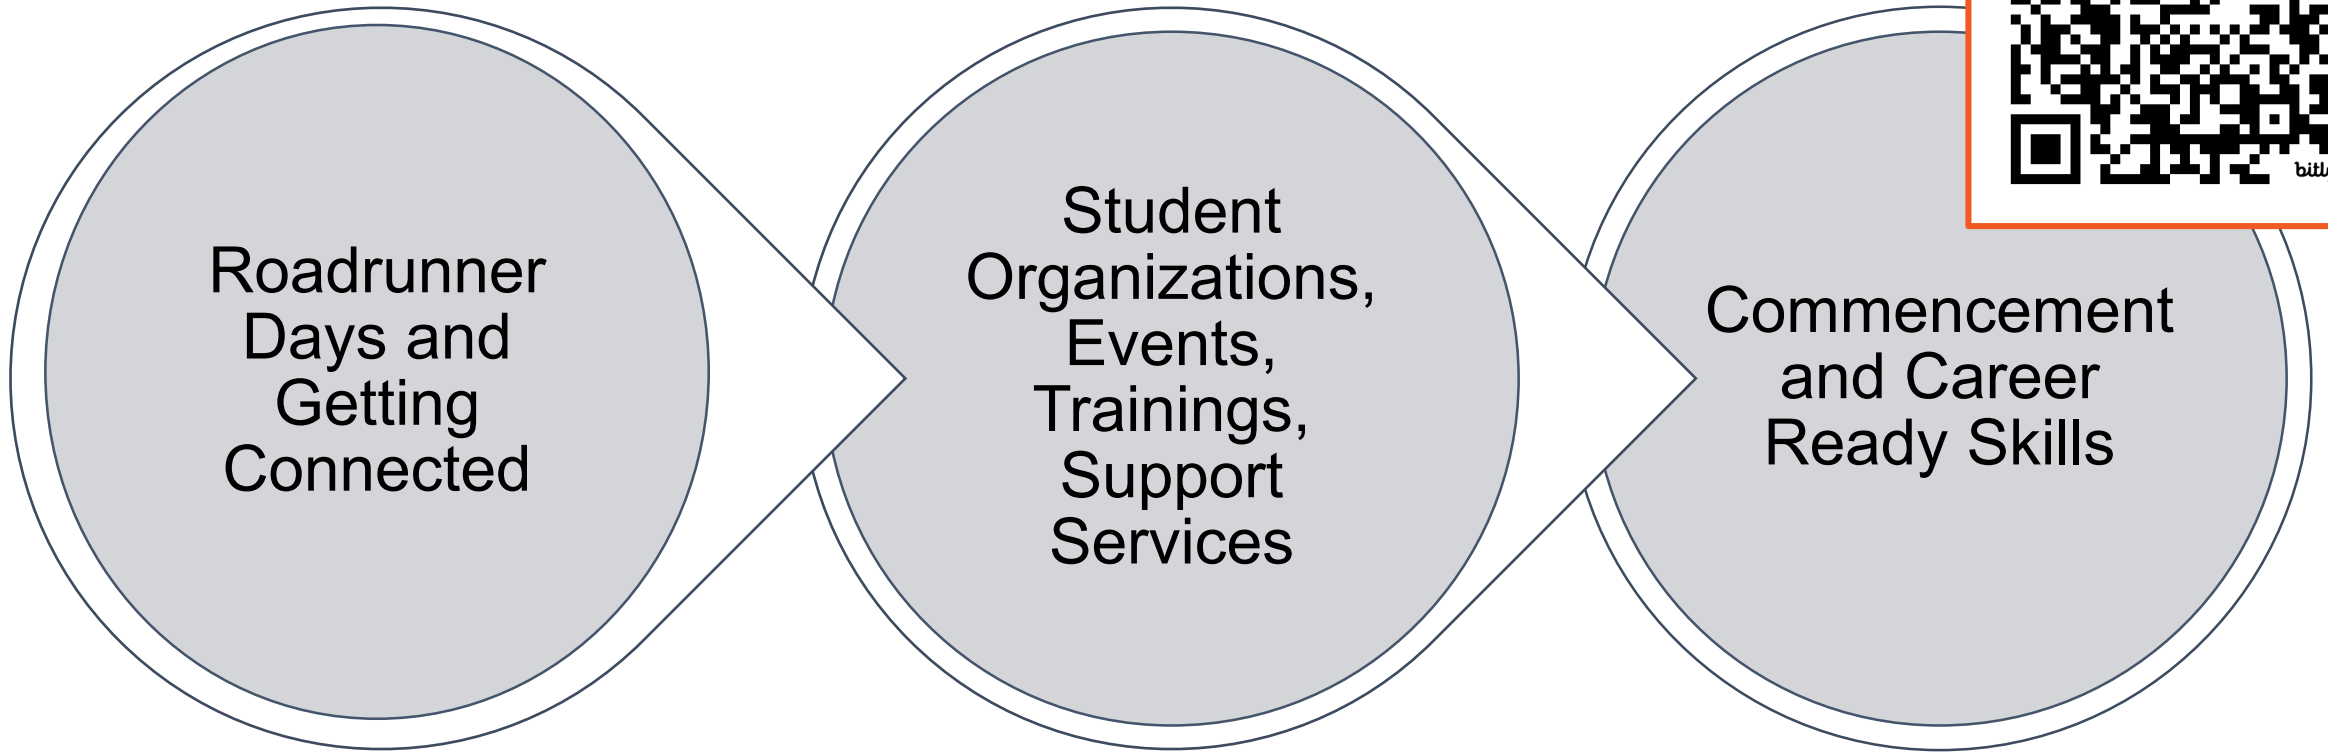 Roadrunner
Days and
Getting
Connected
Student
Organizations,
Events,
Trainings,
Support
Services
Commencement
and Career
Ready Skills